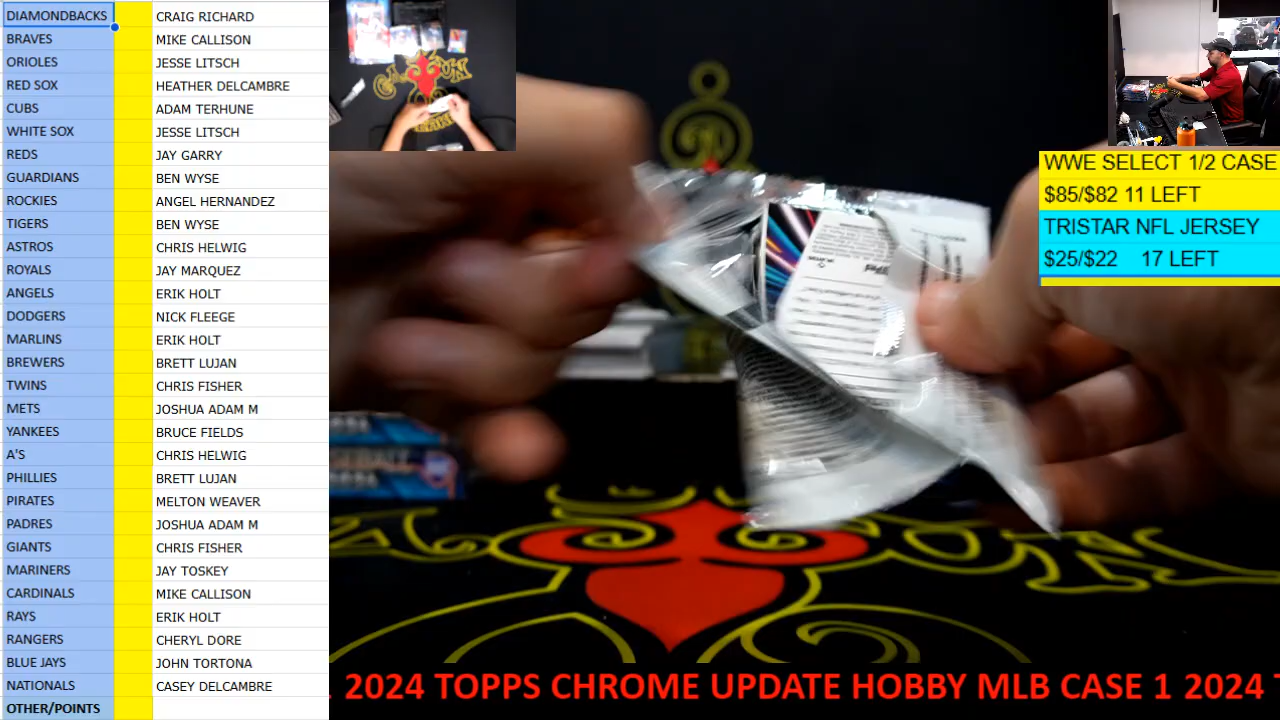 DIAMONDBACKS CRAIG RICHARD
BRAVES MIKE CALLISON
ORIOLES JESSE LITSCH
RED SOX HEATHER DELCAMBRE
CUBS ADAM TERHUNE
WHITE SOX JESSE LITSCH
REDS JAY GARRY
GUARDIANS BEN WYSE
ROCKIES ANGEL HERNANDEZ
TIGERS BEN WYSE
ASTROS CHRIS HELWIG
ROYALS JAY MARQUEZ
ANGELS ERIK HOLT
DODGERS NICK FLEEGE
MARLINS ERIK HOLT
BREWERS BRETT LUJAN
TWINS CHRIS FISHER
METS JOSHUA ADAM M
YANKEES BRUCE FIELDS
A'S CHRIS HELWIG
PHILLIES BRETT LUJAN
PIRATES MELTON WEAVER
PADRES JOSHUA ADAM M
GIANTS CHRIS FISHER
MARINERS JAY TOSKEY
CARDINALS MIKE CALLISON
RAYS ERIK HOLT
RANGERS CHERYL DORE
BLUE JAYS JOHN TORTONA
NATIONALS CASEY DELCAMBRE
OTHER/POINTS
WWE SELECT 1/2 CASE
$85/$82 11 LEFT
TRISTAR NFL JERSEY
$25/$22 17 LEFT
2024 TOPPS CHROME UPDATE HOBBY MLB CASE 1 2024